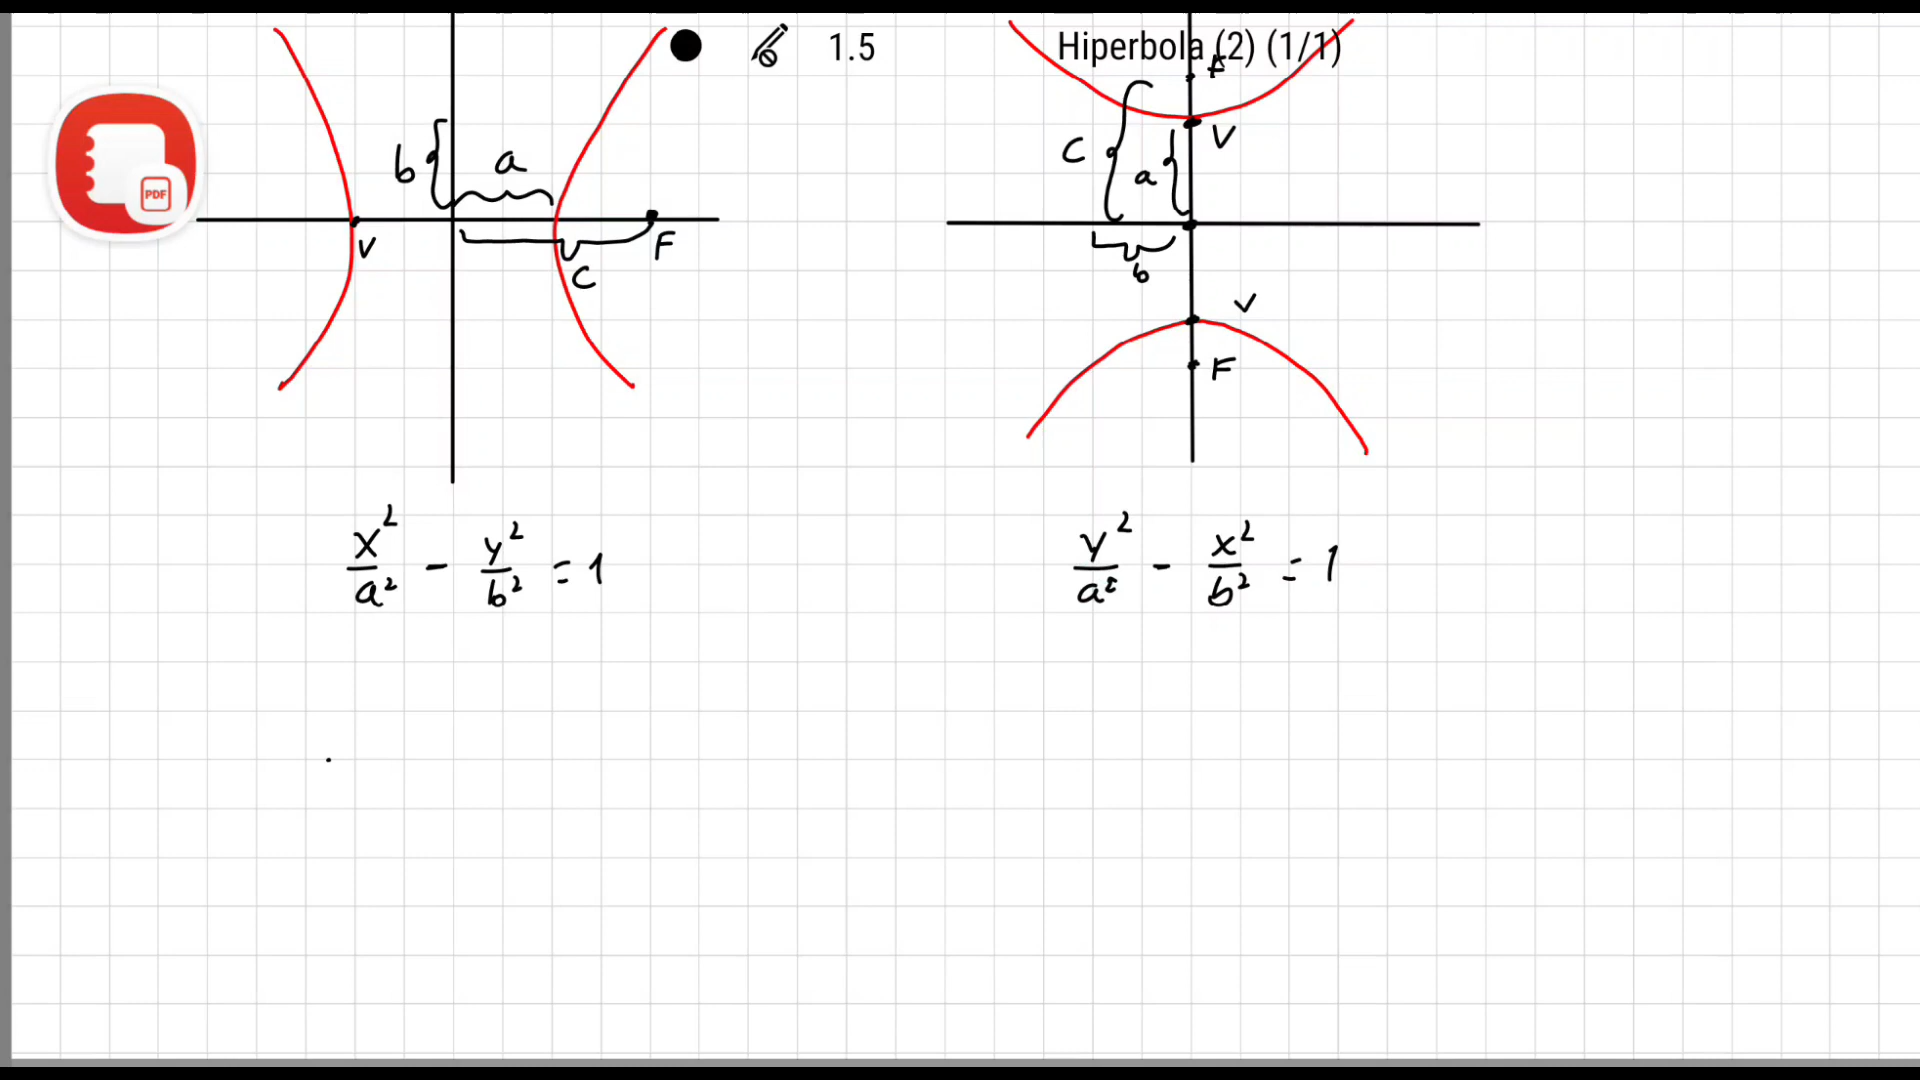 1.5
Hiperbola (2) (1/1)
PDF
b
a
V
C
F
F
V
C
a
b
V
F
x²/a² - y²/b² = 1
y²/a² - x²/b² = 1